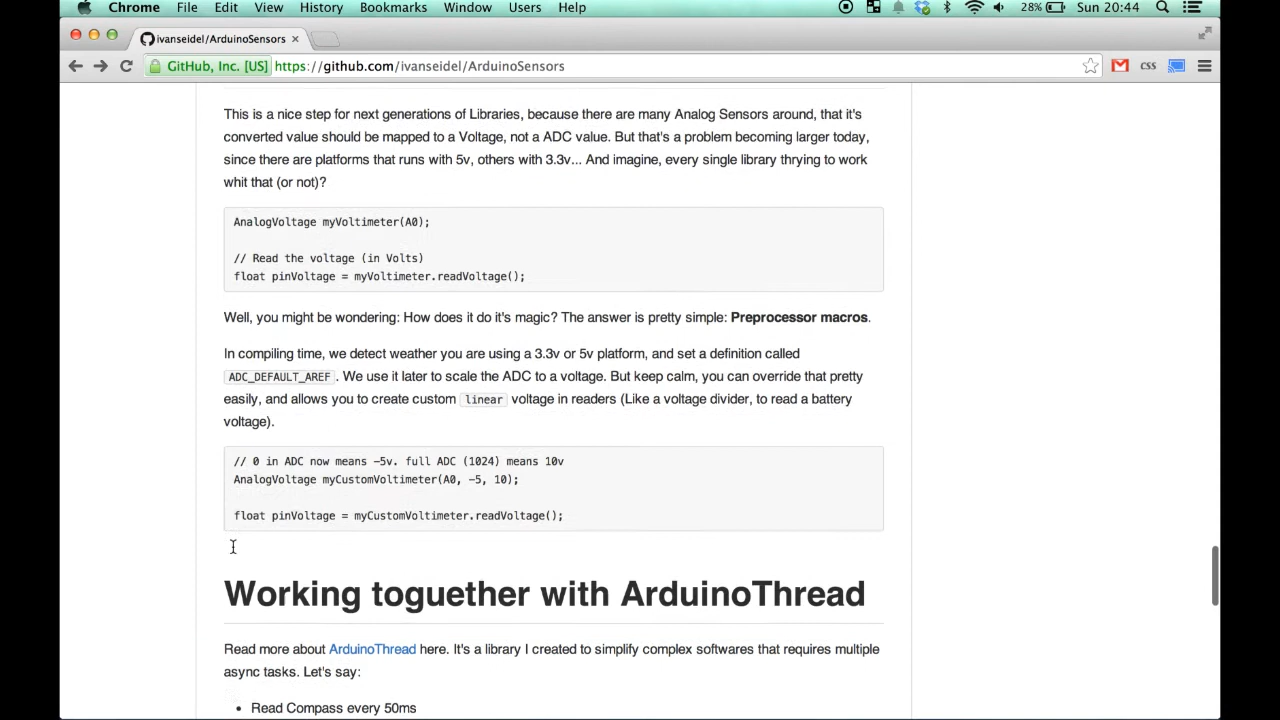 Chrome File Edit View History Bookmarks Window Users Help 28% Sun 20:44
ivanseidel/ArduinoSensors
GitHub, Inc. [US] https://github.com/ivanseidel/ArduinoSensors CSS
This is a nice step for next generations of Libraries, because there are many Analog Sensors around, that it's
converted value should be mapped to a Voltage, not a ADC value. But that's a problem becoming larger today,
since there are platforms that runs with 5v, others with 3.3v... And imagine, every single library thrying to work
whit that (or not)?
AnalogVoltage myVoltimeter(A0);
// Read the voltage (in Volts)
float pinVoltage = myVoltimeter.readVoltage();
Well, you might be wondering: How does it do it's magic? The answer is pretty simple: Preprocessor macros.
In compiling time, we detect weather you are using a 3.3v or 5v platform, and set a definition called
ADC_DEFAULT_AREF. We use it later to scale the ADC to a voltage. But keep calm, you can override that pretty
easily, and allows you to create custom linear voltage in readers (Like a voltage divider, to read a battery
voltage).
// 0 in ADC now means -5v. full ADC (1024) means 10v
AnalogVoltage myCustomVoltimeter(A0, -5, 10);
float pinVoltage = myCustomVoltimeter.readVoltage();
Working toguether with ArduinoThread
Read more about ArduinoThread here. It's a library I created to simplify complex softwares that requires multiple
async tasks. Let's say:
• Read Compass every 50ms